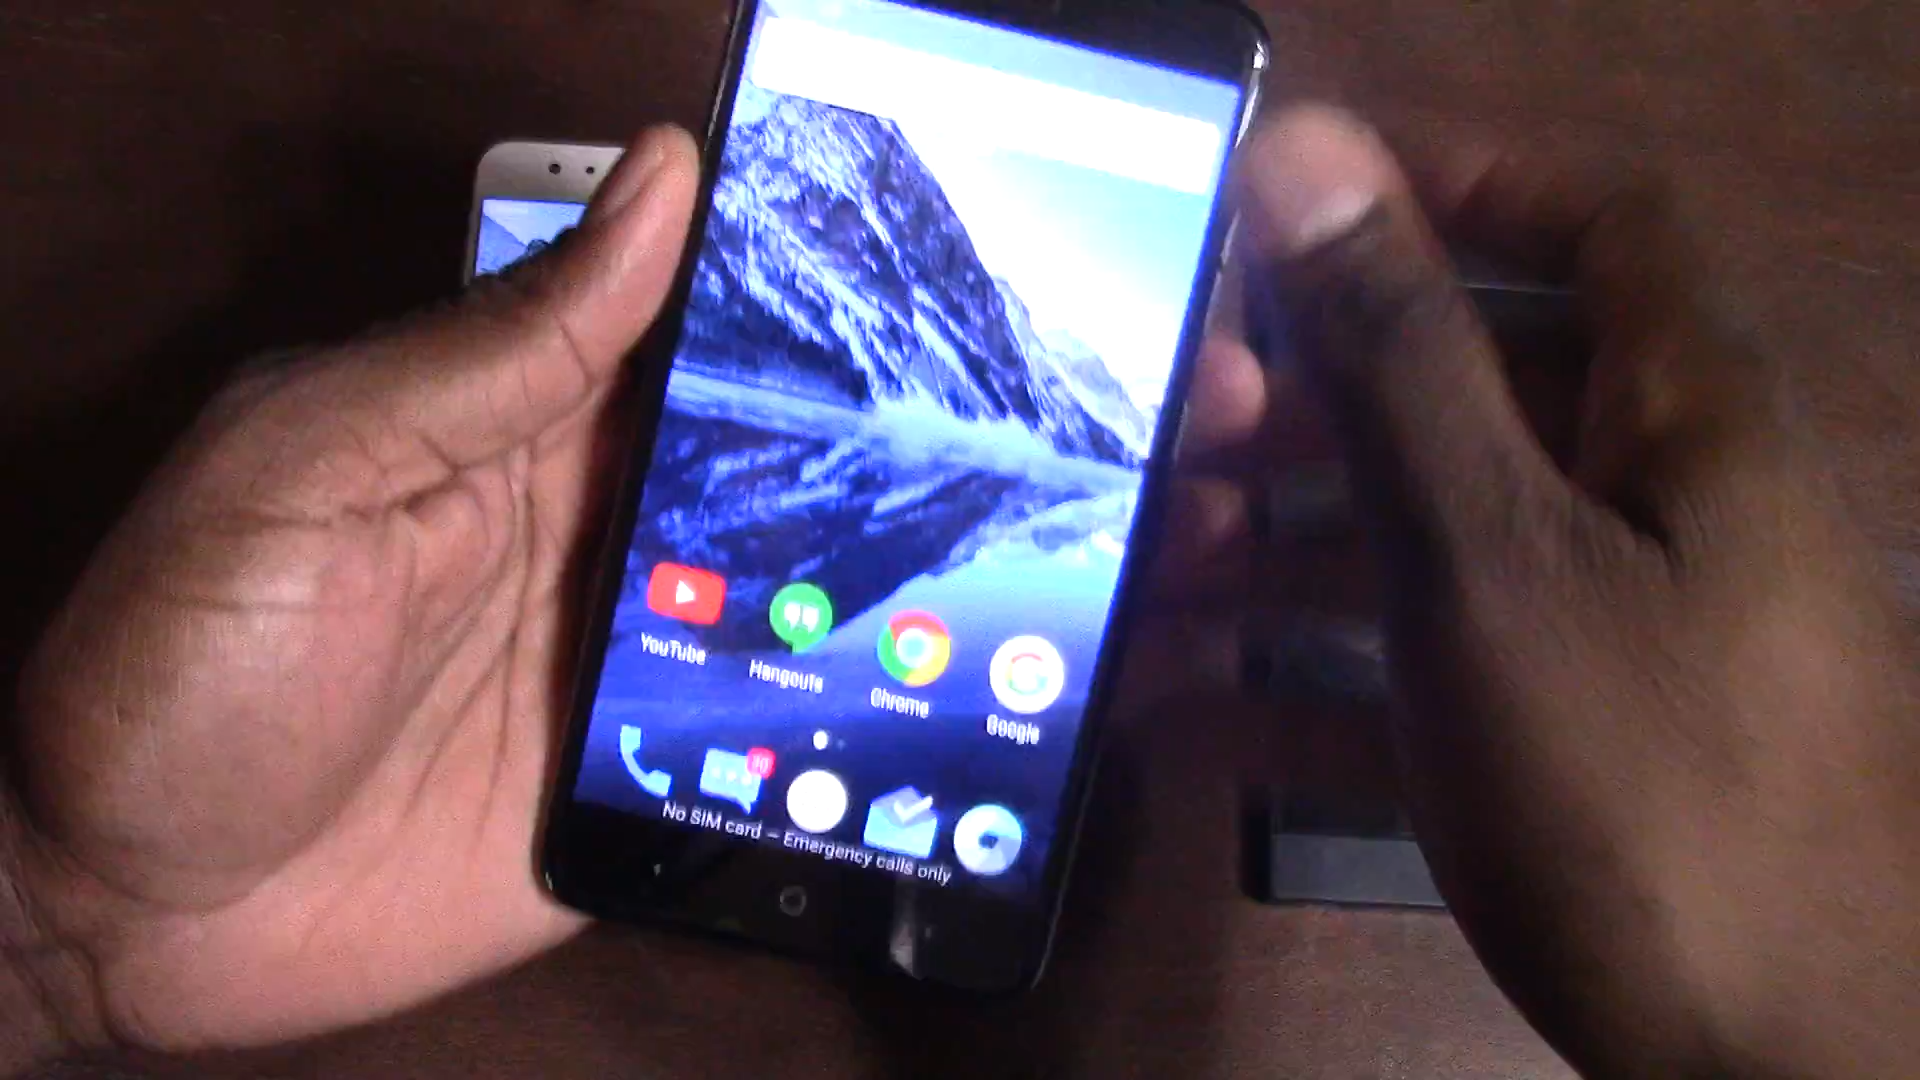 YouTube
Hangouts
Chrome
Google
No SIM card — Emergency calls only